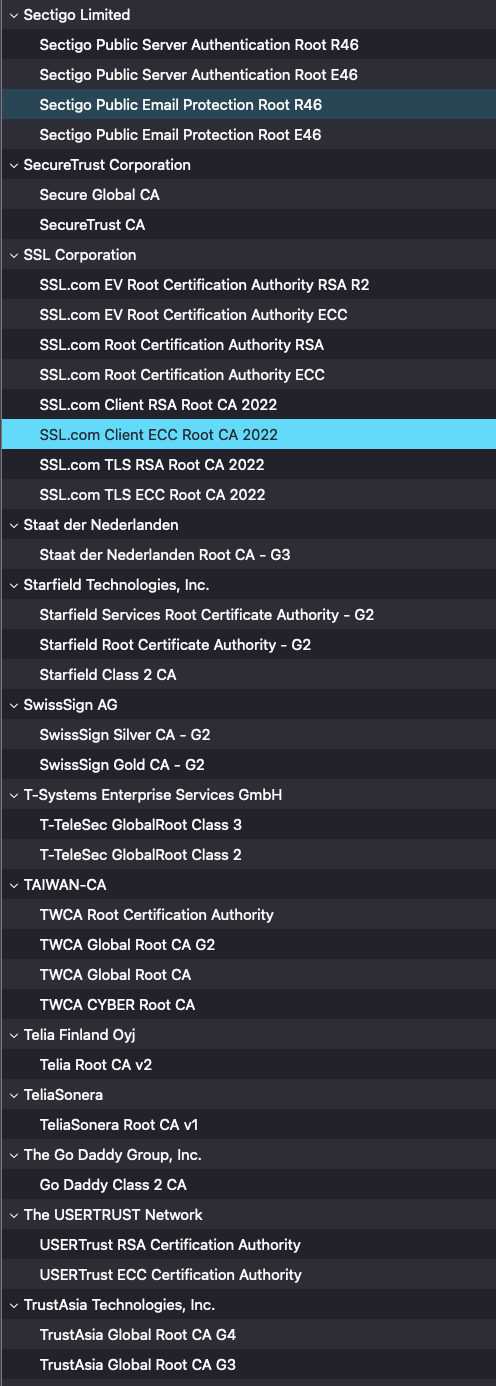 Sectigo Limited
Sectigo Public Server Authentication Root R46
Sectigo Public Server Authentication Root E46
Sectigo Public Email Protection Root R46
Sectigo Public Email Protection Root E46
SecureTrust Corporation
Secure Global CA
SecureTrust CA
SSL Corporation
SSL.com EV Root Certification Authority RSA R2
SSL.com EV Root Certification Authority ECC
SSL.com Root Certification Authority RSA
SSL.com Root Certification Authority ECC
SSL.com Client RSA Root CA 2022
SSL.com Client ECC Root CA 2022
SSL.com TLS RSA Root CA 2022
SSL.com TLS ECC Root CA 2022
Staat der Nederlanden
Staat der Nederlanden Root CA - G3
Starfield Technologies, Inc.
Starfield Services Root Certificate Authority - G2
Starfield Root Certificate Authority - G2
Starfield Class 2 CA
SwissSign AG
SwissSign Silver CA - G2
SwissSign Gold CA - G2
T-Systems Enterprise Services GmbH
T-TeleSec GlobalRoot Class 3
T-TeleSec GlobalRoot Class 2
TAIWAN-CA
TWCA Root Certification Authority
TWCA Global Root CA G2
TWCA Global Root CA
TWCA CYBER Root CA
Telia Finland Oyj
Telia Root CA v2
TeliaSonera
TeliaSonera Root CA v1
The Go Daddy Group, Inc.
Go Daddy Class 2 CA
The USERTRUST Network
USERTrust RSA Certification Authority
USERTrust ECC Certification Authority
TrustAsia Technologies, Inc.
TrustAsia Global Root CA G4
TrustAsia Global Root CA G3